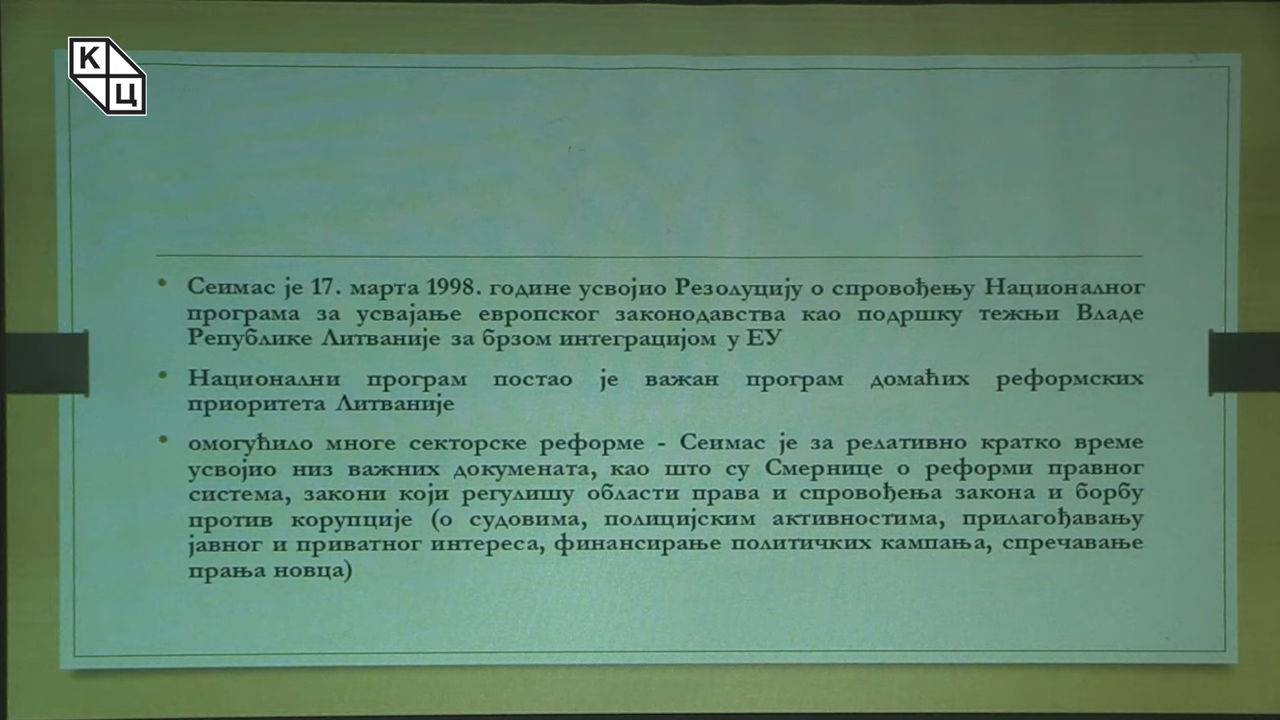 К
Ц
• Сеимас је 17. марта 1998. године усвојио Резолуцију о спровођењу Националног
програма за усвајање европског законодавства као подршку тежњи Владе
Републике Литваније за брзом интеграцијом у ЕУ
• Национални програм постао је важан програм домаћих реформских
приоритета Литваније
• омогућило многе секторске реформе - Сеимас је за релативно кратко време
усвојио низ важних докумената, као што су Смернице о реформи правног
система, закони који регулишу области права и спровођења закона и борбу
против корупције (о судовима, полицијским активностима, прилагођавању
јавног и приватног интереса, финансирање политичких кампања, спречавање
прања новца)